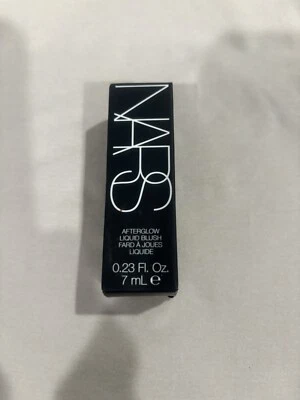 NARS
AFTERGLOW
LIQUID BLUSH
FARD À JOUES
LIQUIDE
0.23 Fl. Oz.
7 mL ℮